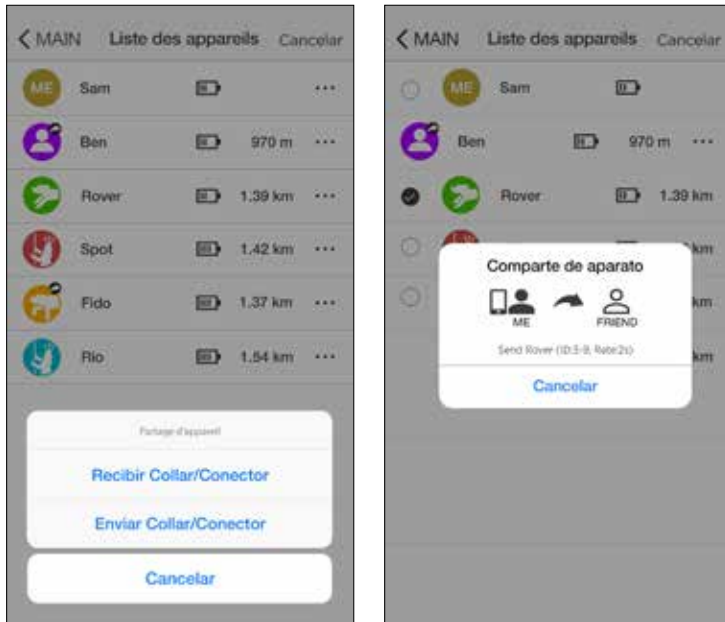 MAIN Liste des appareils Cancelar
ME Sam ...
Ben 970 m ...
Rover 1.39 km ...
Spot 1.42 km ...
Fido 1.37 km ...
Rio 1.54 km ...
Partage d'appareil
Recibir Collar/Conector
Enviar Collar/Conector
Cancelar
MAIN Liste des appareils Cancelar
ME Sam
Ben 970 m ...
Rover 1.39 km
km
Comparte de aparato
km
ME FRIEND
Send Rover (ID:3-9, Rate:2s)
km
Cancelar